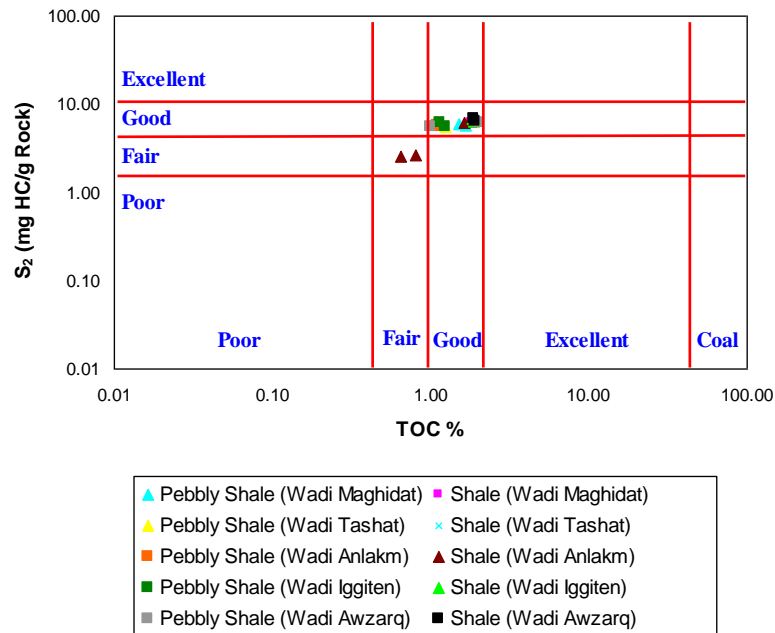 100.00
Excellent
10.00
Good
Fair
1.00
Poor
0.10
Poor Fair Good Excellent Coal
0.01
0.01 0.10 1.00 10.00 100.00
S₂ (mg HC/g Rock)
TOC %
Pebbly Shale (Wadi Maghidat) Shale (Wadi Maghidat)
Pebbly Shale (Wadi Tashat) Shale (Wadi Tashat)
Pebbly Shale (Wadi Anlakm) Shale (Wadi Anlakm)
Pebbly Shale (Wadi Iggiten) Shale (Wadi Iggiten)
Pebbly Shale (Wadi Awzarq) Shale (Wadi Awzarq)